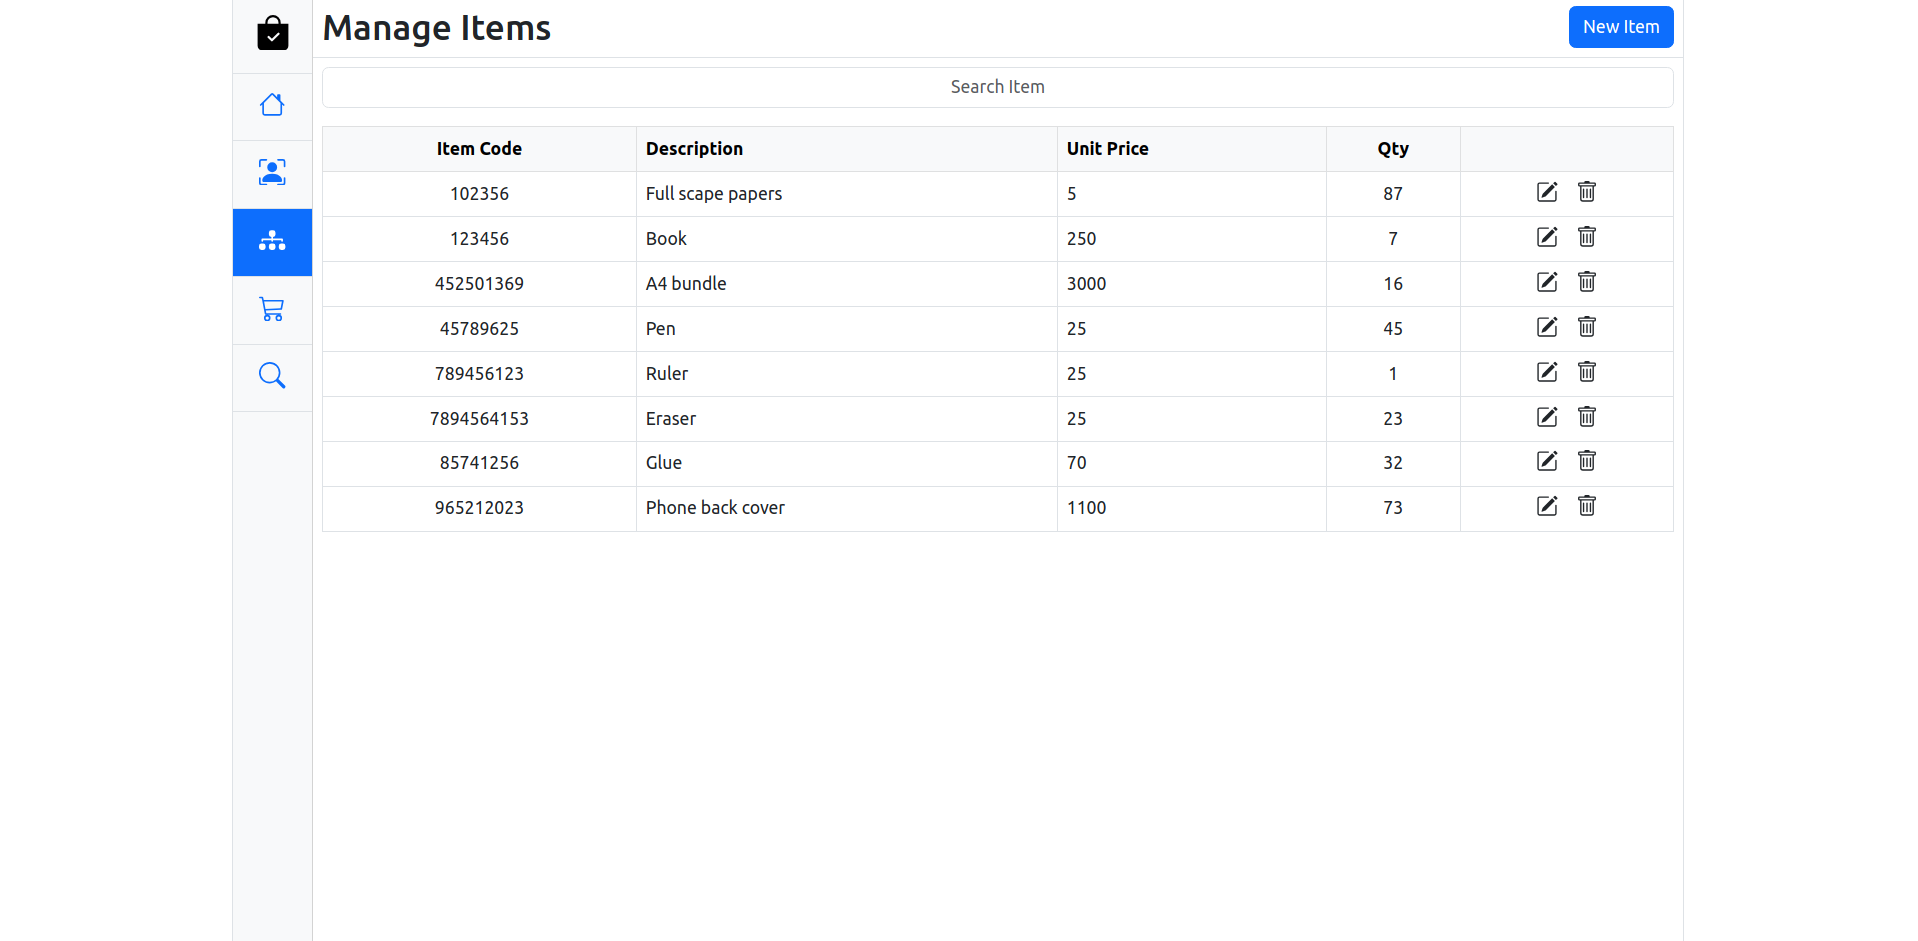 Manage Items
New Item
Search Item
Item Code Description Unit Price Qty
102356 Full scape papers 5 87
123456 Book 250 7
452501369 A4 bundle 3000 16
45789625 Pen 25 45
789456123 Ruler 25 1
7894564153 Eraser 25 23
85741256 Glue 70 32
965212023 Phone back cover 1100 73